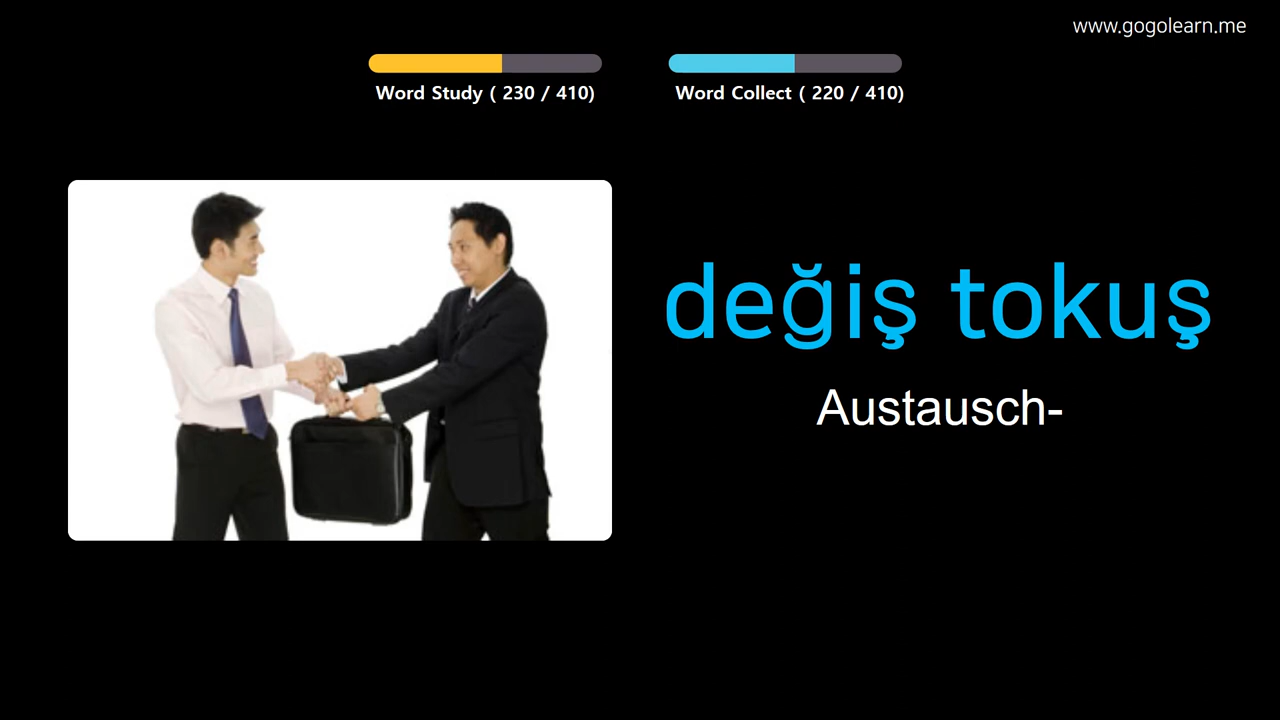 www.gogolearn.me
Word Study ( 230 / 410)
Word Collect ( 220 / 410)
değiş tokuş
Austausch-